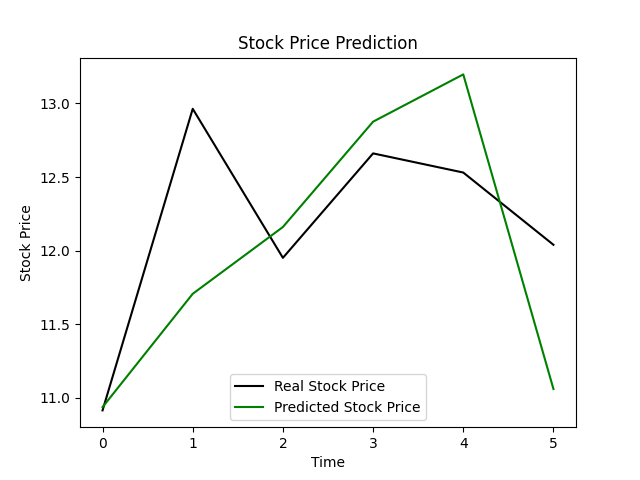 Stock Price Prediction
Stock Price
13.0
12.5
12.0
11.5
11.0
Real Stock Price
Predicted Stock Price
0 1 2 3 4 5
Time